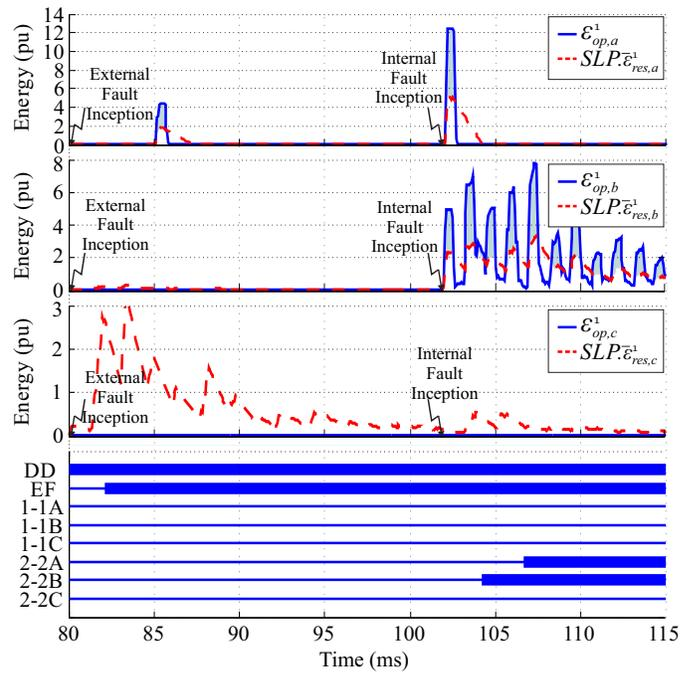 Energy (pu)
14
12
10
8
6
4
2
0
External
Fault
Inception
Internal
Fault
Inception
ε¹op,a
SLP.ε̄¹res,a
Energy (pu)
8
6
4
2
0
External
Fault
Inception
Internal
Fault
Inception
ε¹op,b
SLP.ε̄¹res,b
Energy (pu)
3
2
1
0
External
Fault
Inception
Internal
Fault
Inception
ε¹op,c
SLP.ε̄¹res,c
DD
EF
1-1A
1-1B
1-1C
2-2A
2-2B
2-2C
80 85 90 95 100 105 110 115
Time (ms)